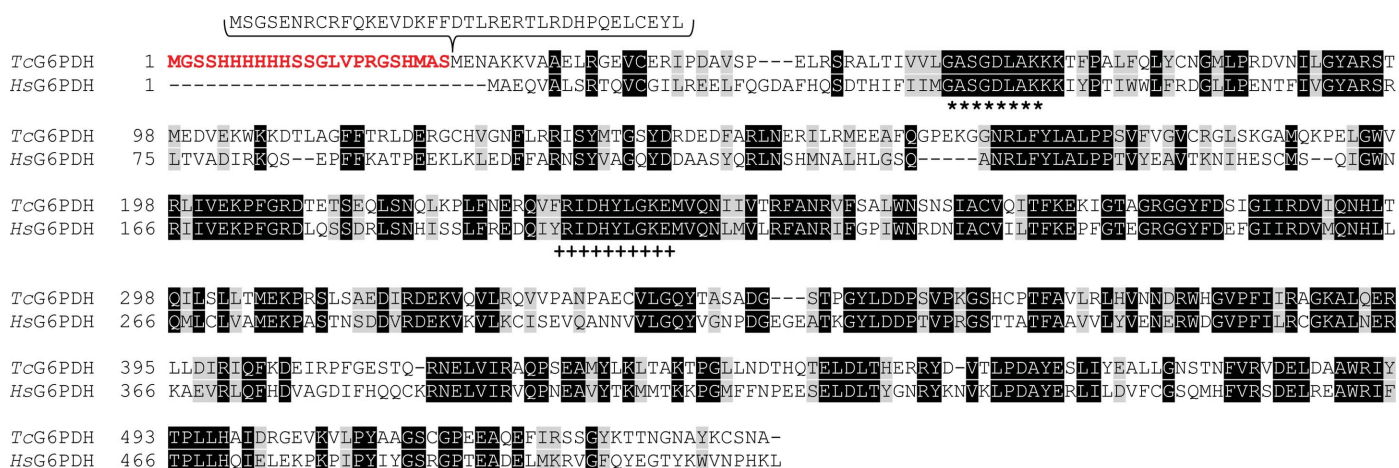 MSGSENRCRFQKEVDKFFDTLRERTLRDHPQELCEYL
TcG6PDH 1 MGSSHHHHHHSSGLVPRGSHMASMENAKKVAAELRGEVCERIPDAVSP---ELRSRALTIVVLGASGDLAKKKTFPALFQLYCNGMLPRDVNILGYARST
HsG6PDH 1 --------------------------MAEQVALSRTQVCGILREELFQGDAFHQSDTHIFIIMGASGDLAKKKIYPTIWWLFRDGLLPENTFIVGYARSR
********
TcG6PDH 98 MEDVEKWKKDTLAGFFTRLDERGCHVGNFLRRISYMTGSYDRDEDFARLNERILRMEEAFQGPEKGGNRLFYLALPPSVFVGVCRGLSKGAMQKPELGWV
HsG6PDH 75 LTVADIRKQS--EPFFKATPEEKLKLEDFFARNSYVAGQYDDAASYQRLNSHMNALHLGSQ-----ANRLFYLALPPTVYEAVTKNIHESCMS--QIGWN
TcG6PDH 198 RLIVEKPFGRDTETSEQLSNQLKPLFNERQVFRIDHYLGKEMVQNIIVTRFANRVFSALWNSNSIACVQITFKEKIGTAGRGGYFDSIGIIRDVIQNHLT
HsG6PDH 166 RIIVEKPFGRDLQSSDRLSNHISSLFREDQIYRIDHYLGKEMVQNLMVLRFANRIFGPIWNRDNIACVILTFKEPFGTEGRGGYFDEFGIIRDVMQNHLL
++++++++++
TcG6PDH 298 QILSLLTMEKPRSLSAEDIRDEKVQVLRQVVPANPAECVLGQYTASADG---STPGYLDDPSVPKGSHCPTFAVLRLHVNNDRWHGVPFIIRAGKALQER
HsG6PDH 266 QMLCLVAMEKPASTNSDDVRDEKVKVLKCISEVQANNVVLGQYVGNPDGEGEATKGYLDDPTVPRGSTTATFAAVVLYVENERWDGVPFILRCGKALNER
TcG6PDH 395 LLDIRIQFKDEIRPFGESTQ-RNELVIRAQPSEAMYLKLTAKTPGLLNDTHQTELDLTHERRYD-VTLPDAYESLIYEALLGNSTNFVRVDELDAAWRIY
HsG6PDH 366 KAEVRLQFHDVAGDIFHQQCKRNELVIRVQPNEAVYTKMMTKKPGMFFNPEESELDLTYGNRYKNVKLPDAYERLILDVFCGSQMHFVRSDELREAWRIF
TcG6PDH 493 TPLLHAIDRGEVKVLPYAAGSCGPEEAQEFIRSSGYKTTNGNAYKCSNA-
HsG6PDH 466 TPLLHQIELEKPKPIPYIYGSRGPTEADELMKRVGFQYEGTYKWVNPHKL